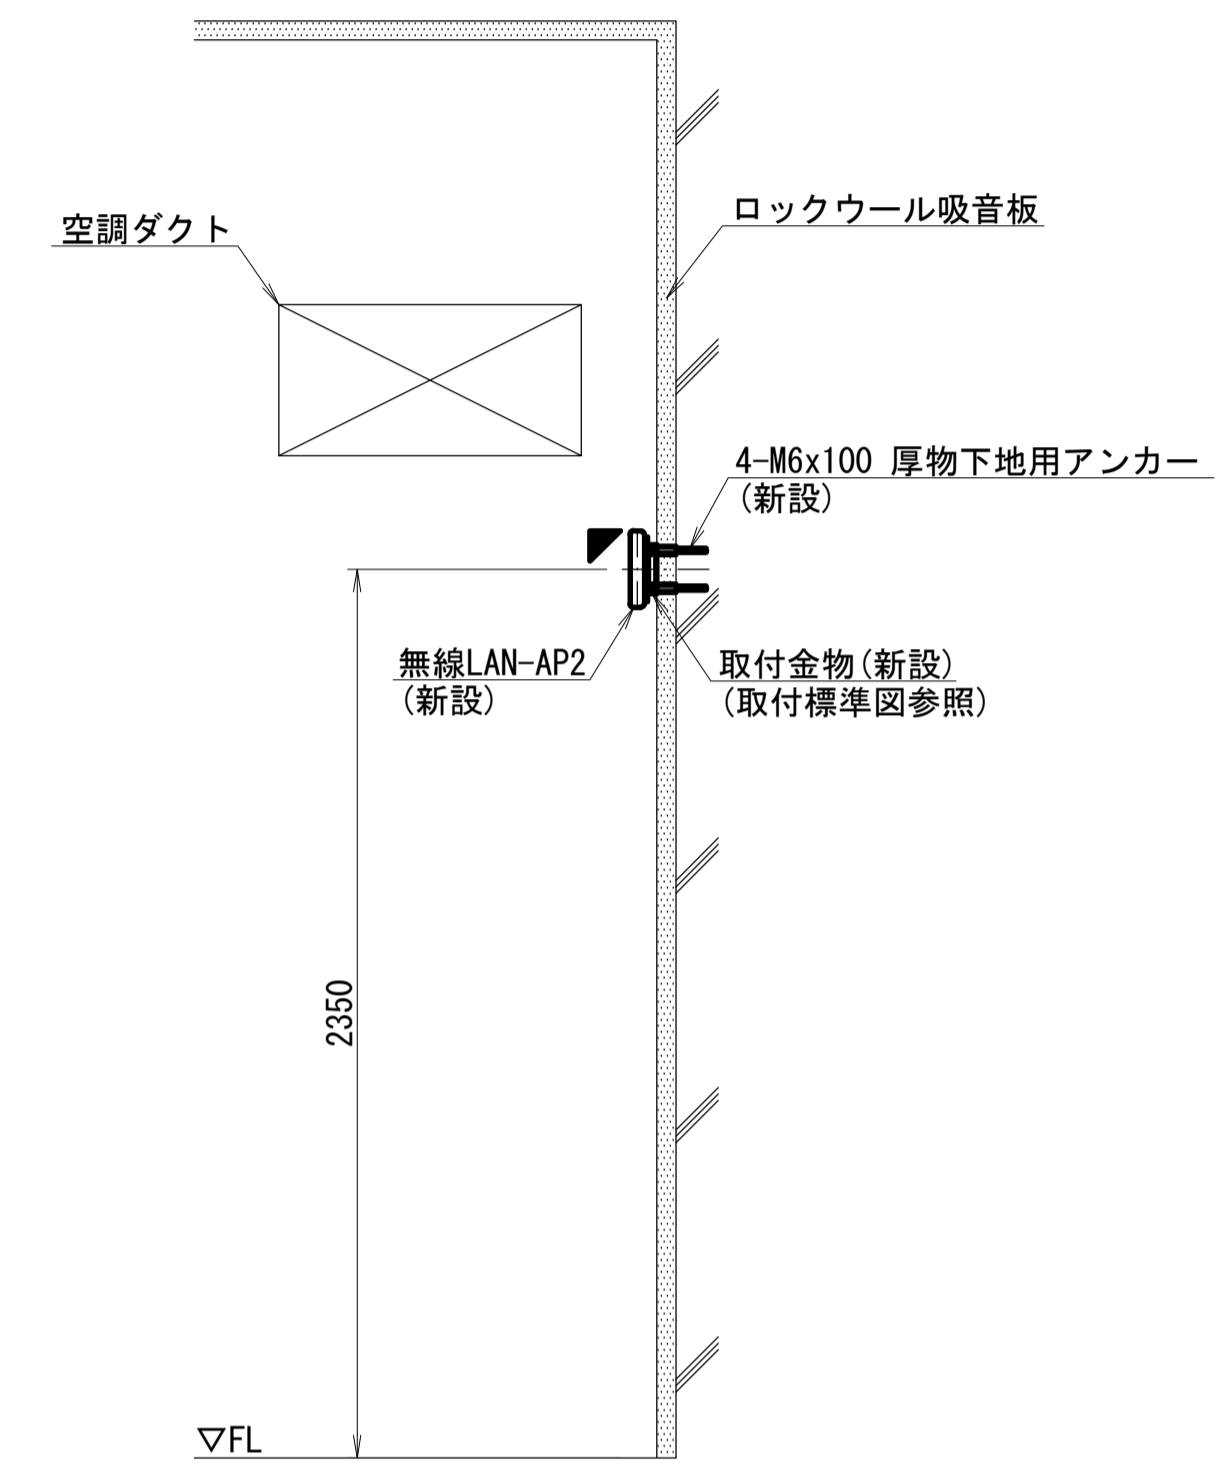 空調ダクト
ロックウール吸音板
4-M6x100 厚物下地用アンカー
(新設)
無線LAN-AP2
(新設)
取付金物(新設)
(取付標準図参照)
2350
▽FL